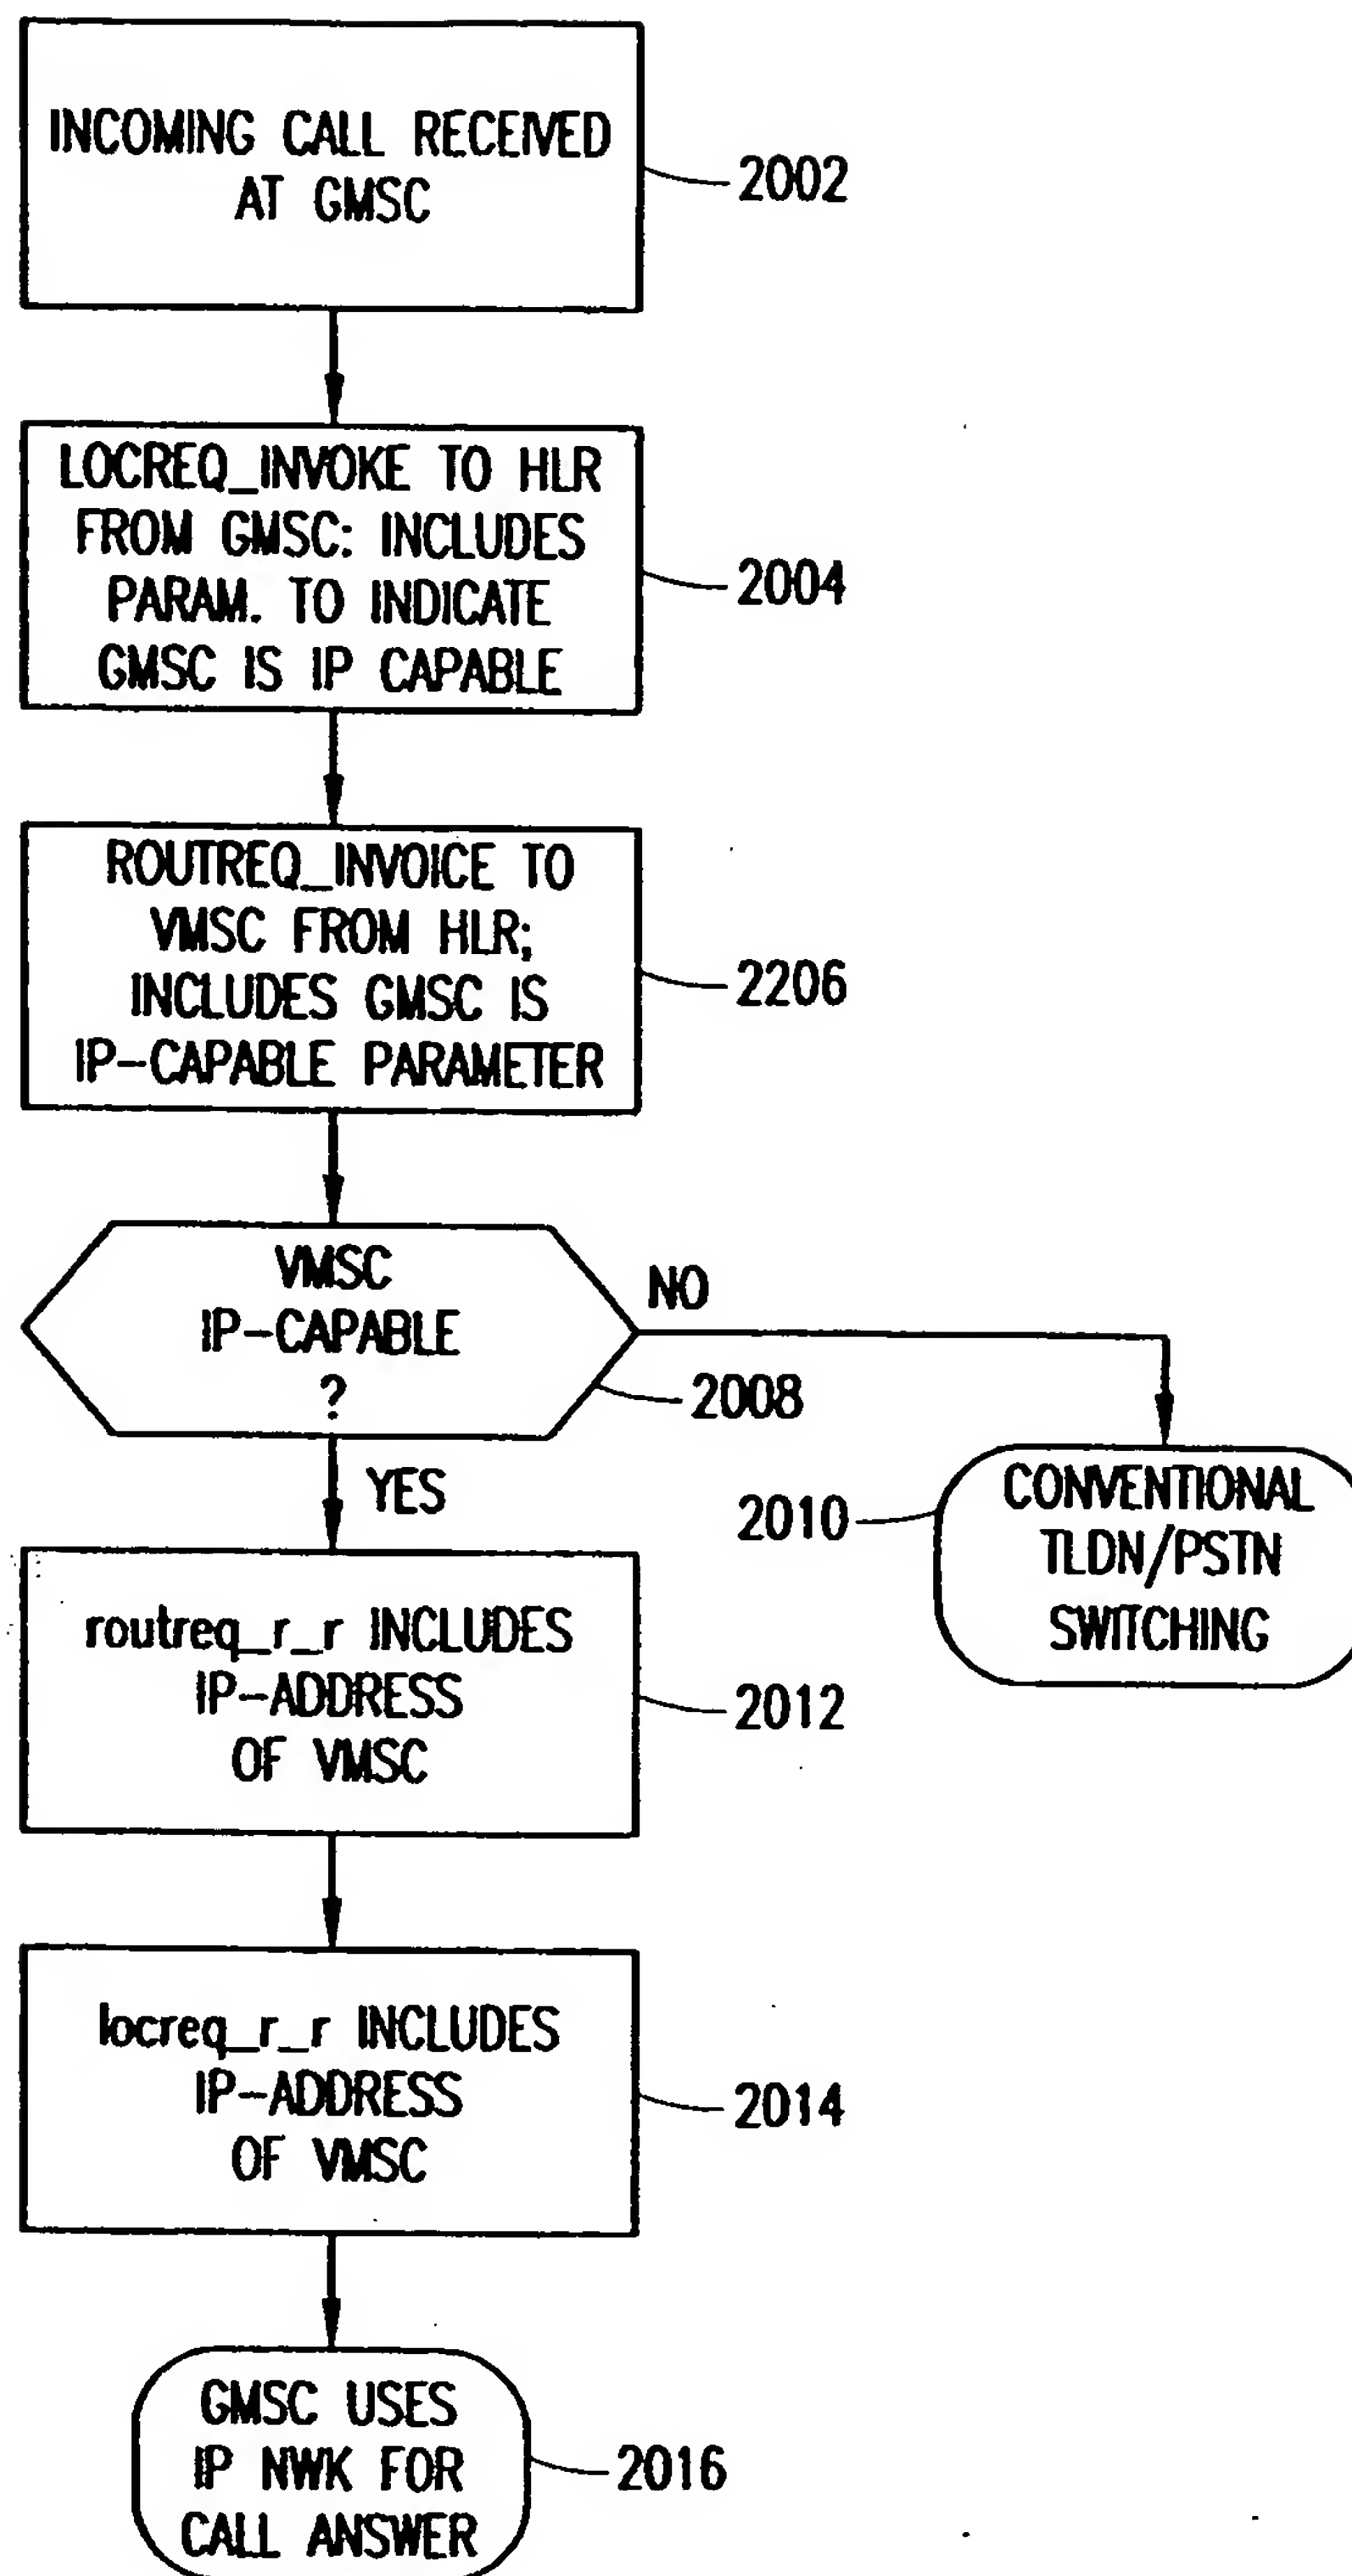 INCOMING CALL RECEIVED
AT GMSC
2002
LOCREQ_INVOKE TO HLR
FROM GMSC: INCLUDES
PARAM. TO INDICATE
GMSC IS IP CAPABLE
2004
ROUTREQ_INVOICE TO
VMSC FROM HLR;
INCLUDES GMSC IS
IP-CAPABLE PARAMETER
2206
VMSC
IP-CAPABLE
?
NO
2008
YES
2010
CONVENTIONAL
TLDN/PSTN
SWITCHING
routreq_r_r INCLUDES
IP-ADDRESS
OF VMSC
2012
locreq_r_r INCLUDES
IP-ADDRESS
OF VMSC
2014
GMSC USES
IP NWK FOR
CALL ANSWER
2016